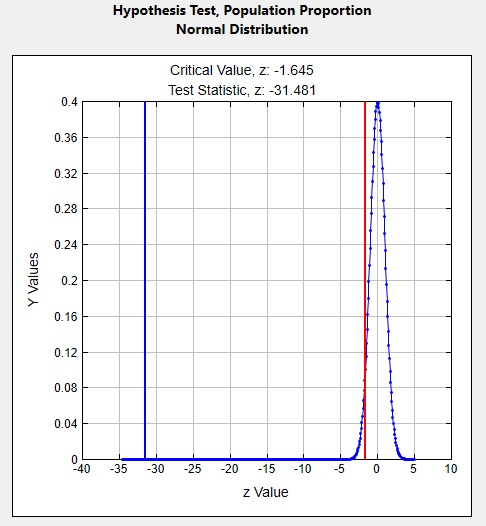 Hypothesis Test, Population Proportion
Normal Distribution
Critical Value, z: -1.645
Test Statistic, z: -31.481
0.4
0.36
0.32
0.28
0.24
0.2
0.16
0.12
0.08
0.04
0
Y Values
-40 -35 -30 -25 -20 -15 -10 -5 0 5 10
z Value